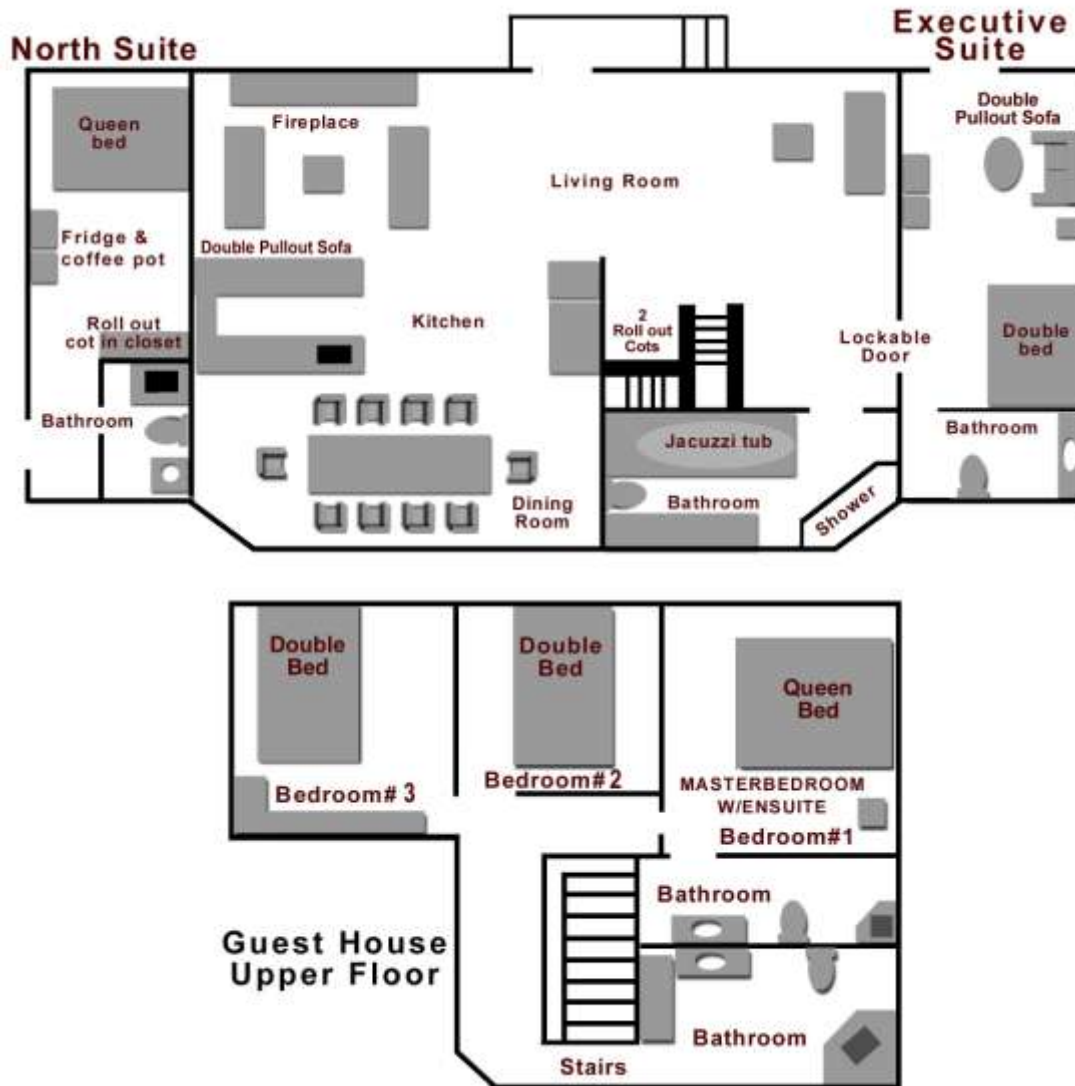 North Suite
Executive
Suite
Queen
bed
Fireplace
Double
Pullout Sofa
Living Room
Fridge &
coffee pot
Double Pullout Sofa
Roll out
cot in closet
Kitchen
2
Roll out
Cots
Lockable
Door
Double
bed
Bathroom
Jacuzzi tub
Bathroom
Dining
Room
Bathroom
Shower
Double
Bed
Double
Bed
Queen
Bed
Bedroom# 3
Bedroom#2
MASTERBEDROOM
W/ENSUITE
Bedroom#1
Bathroom
Guest House
Upper Floor
Bathroom
Stairs